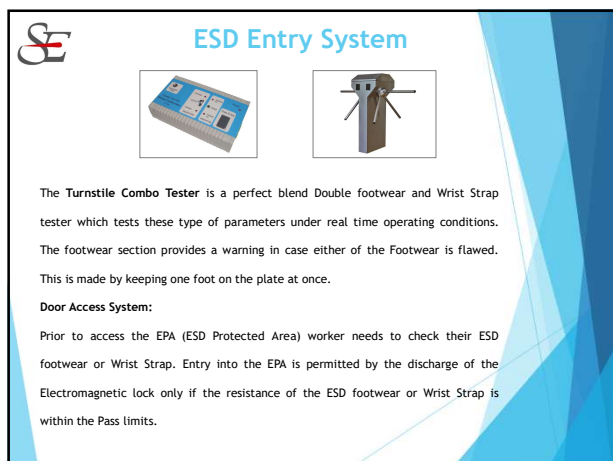 SE
ESD Entry System
The Turnstile Combo Tester is a perfect blend Double footwear and Wrist Strap
tester which tests these type of parameters under real time operating conditions.
The footwear section provides a warning in case either of the Footwear is flawed.
This is made by keeping one foot on the plate at once.
Door Access System:
Prior to access the EPA (ESD Protected Area) worker needs to check their ESD
footwear or Wrist Strap. Entry into the EPA is permitted by the discharge of the
Electromagnetic lock only if the resistance of the ESD footwear or Wrist Strap is
within the Pass limits.